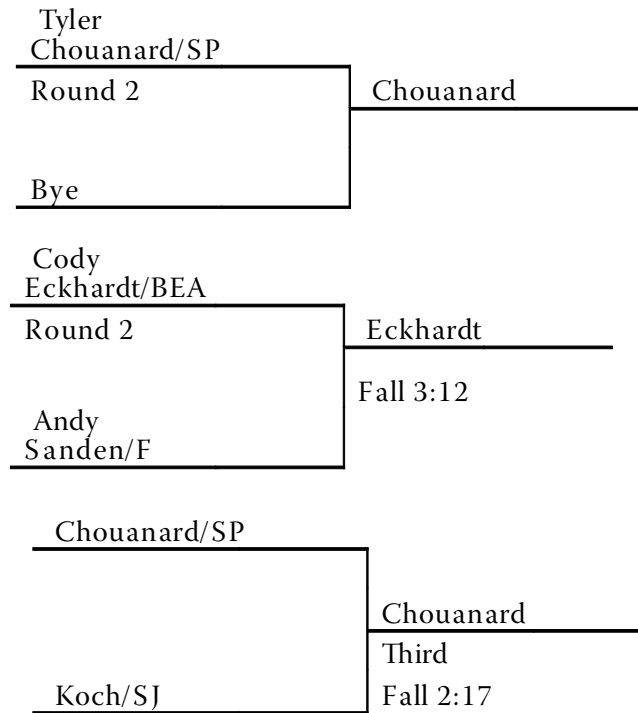 Tyler
Chouanard/SP
Round 2
Chouanard
Bye
Cody
Eckhardt/BEA
Round 2
Eckhardt
Fall 3:12
Andy
Sanden/F
Chouanard/SP
Chouanard
Third
Koch/SJ
Fall 2:17